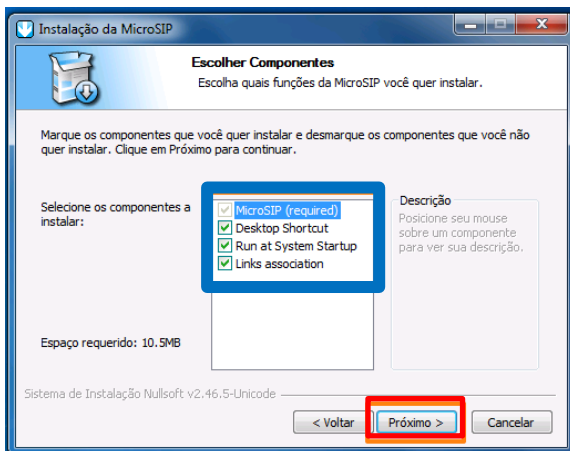 Instalação da MicroSIP
Escolher Componentes
Escolha quais funções da MicroSIP você quer instalar.
Marque os componentes que você quer instalar e desmarque os componentes que você não
quer instalar. Clique em Próximo para continuar.
Selecione os componentes a
instalar:
MicroSIP (required)
Desktop Shortcut
Run at System Startup
Links association
Descrição
Posicione seu mouse
sobre um componente
para ver sua descrição.
Espaço requerido: 10.5MB
Sistema de Instalação Nullsoft v2.46.5-Unicode
< Voltar
Próximo >
Cancelar